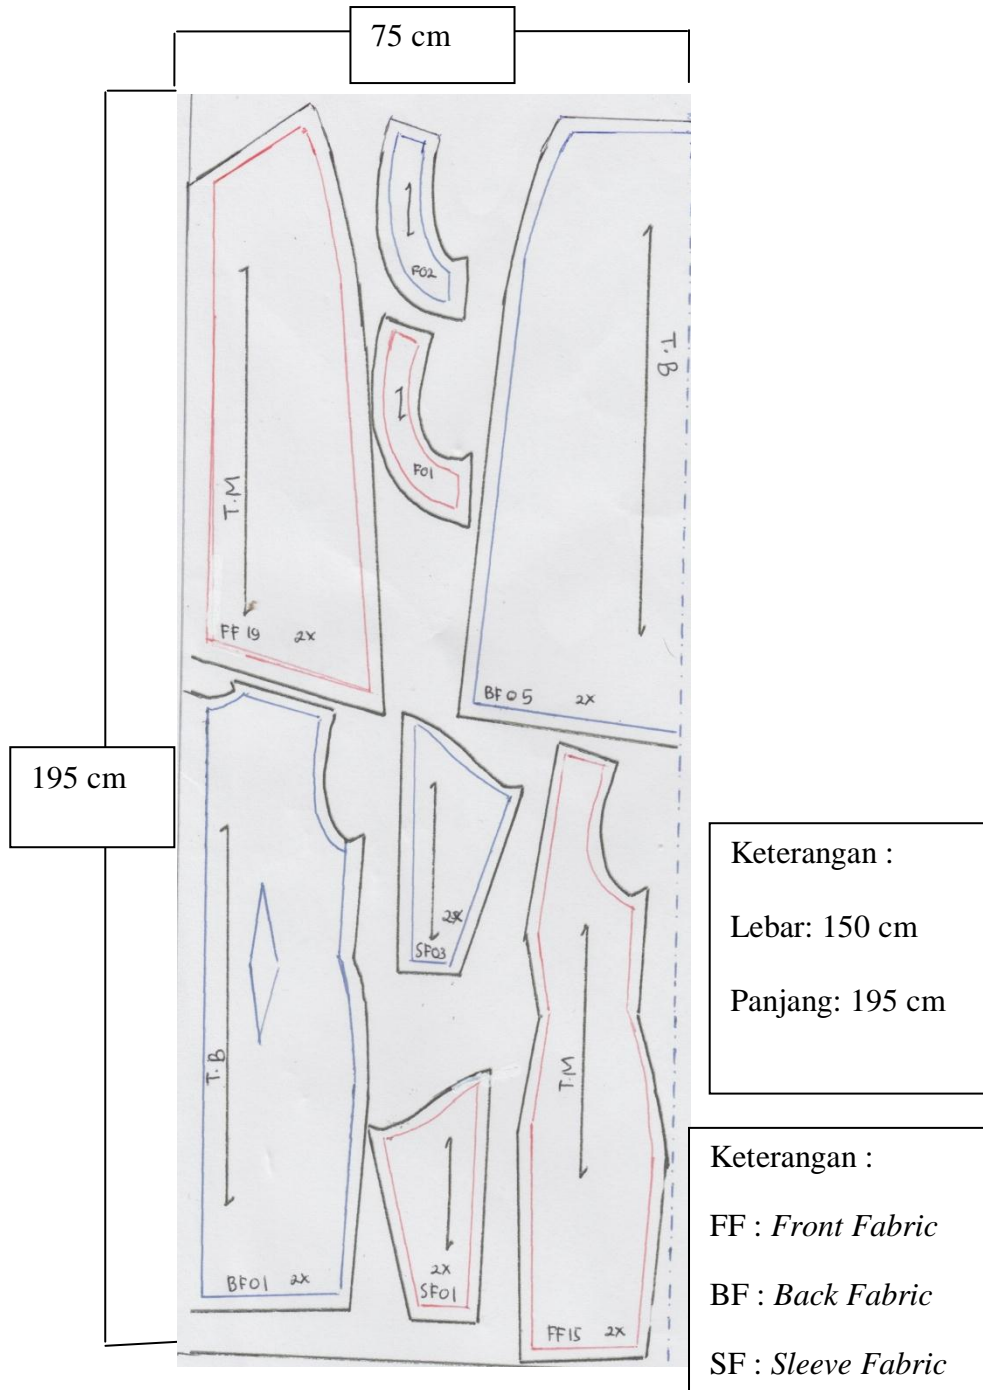 75 cm
F02
T.B
F01
T.M
FF 19 2X
BF05 2X
195 cm
2X
SF03
T.B
T.M
2X
SF01
BF01 2X
FF15 2X
Keterangan :
Lebar: 150 cm
Panjang: 195 cm
Keterangan :
FF : Front Fabric
BF : Back Fabric
SF : Sleeve Fabric